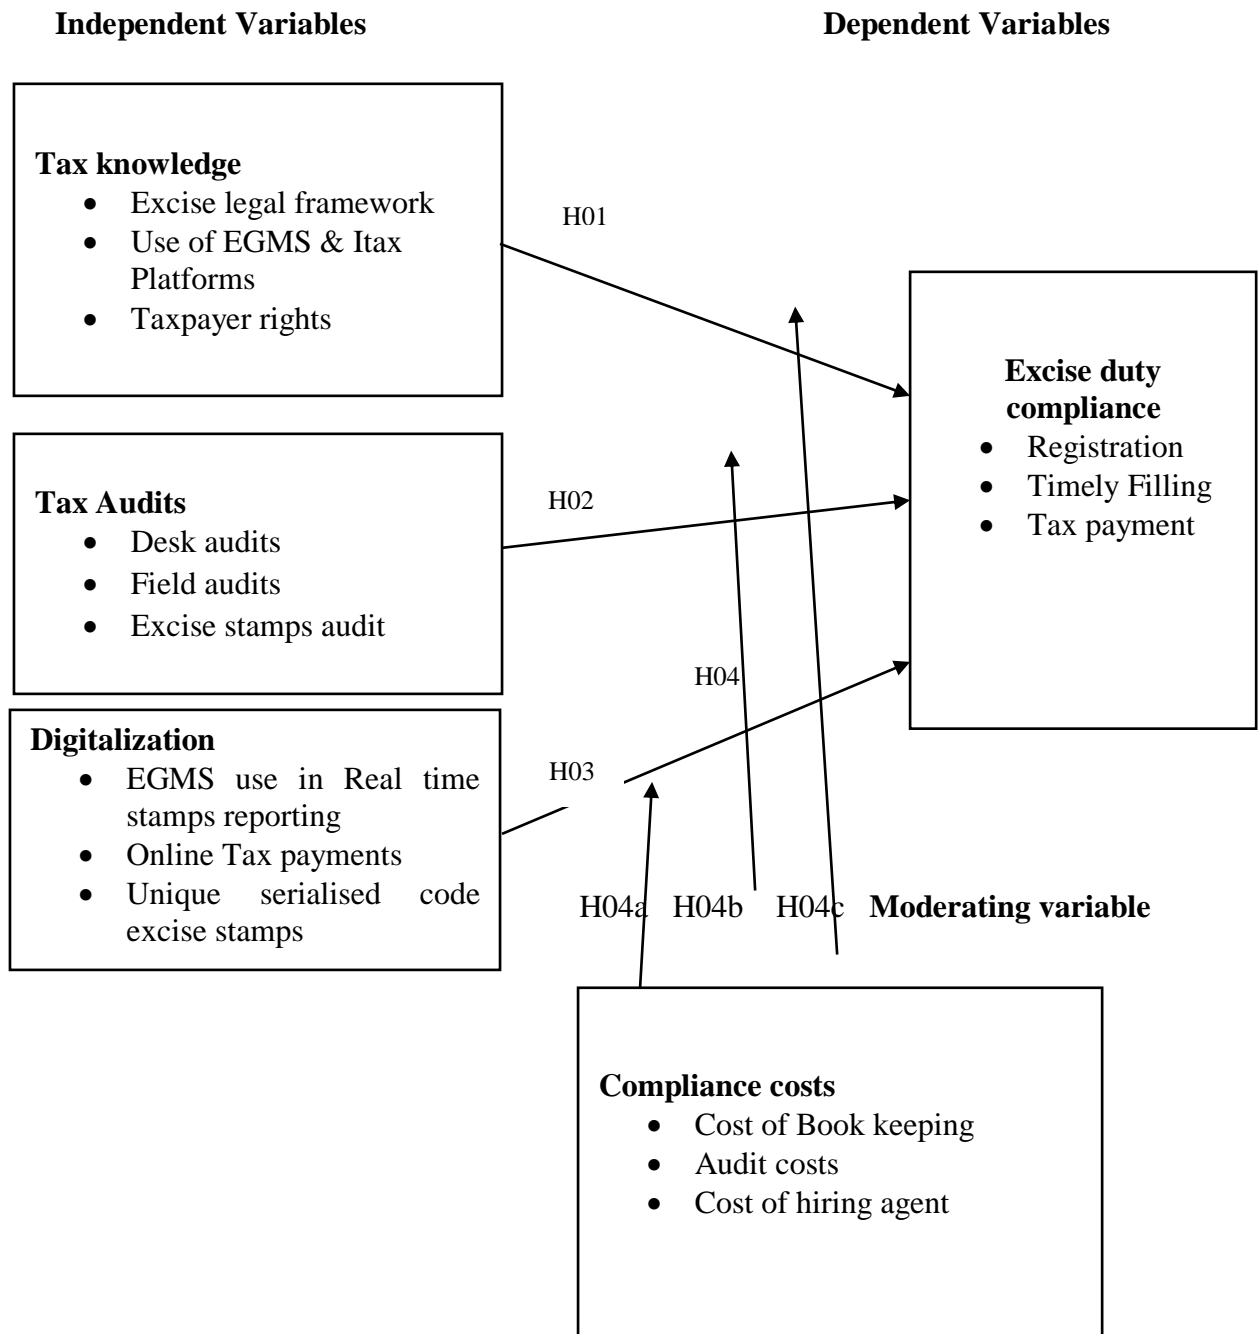 Independent Variables
Dependent Variables
Tax knowledge
• Excise legal framework
• Use of EGMS & Itax
Platforms
• Taxpayer rights
H01
Excise duty
compliance
• Registration
• Timely Filling
• Tax payment
Tax Audits
• Desk audits
• Field audits
• Excise stamps audit
H02
H04
Digitalization
• EGMS use in Real time
stamps reporting
• Online Tax payments
• Unique serialised code
excise stamps
H03
H04a H04b H04c Moderating variable
Compliance costs
• Cost of Book keeping
• Audit costs
• Cost of hiring agent